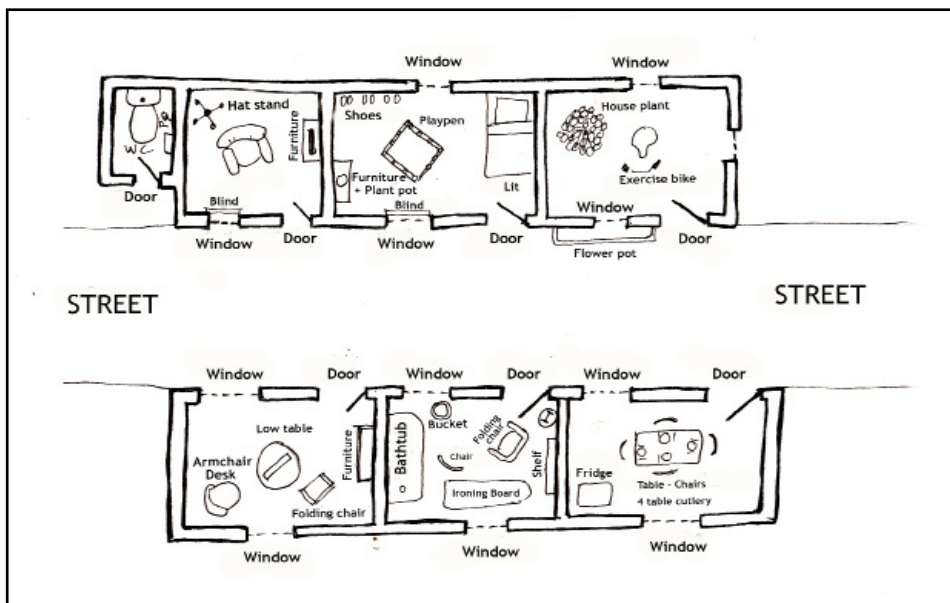 Window
Window
Hat stand
Furniture
Shoes
Playpen
House plant
WC
Furniture
+ Plant pot
Lit
Exercise bike
Door
Blind
Blind
Window
Window
Door
Window
Door
Door
Flower pot
STREET
STREET
Window
Door
Window
Door
Window
Door
Low table
Furniture
Bathtub
Bucket
Folding
chair
Chair
Shelf
Armchair
Desk
Folding chair
Ironing Board
Fridge
Table - Chairs
4 table cutlery
Window
Window
Window